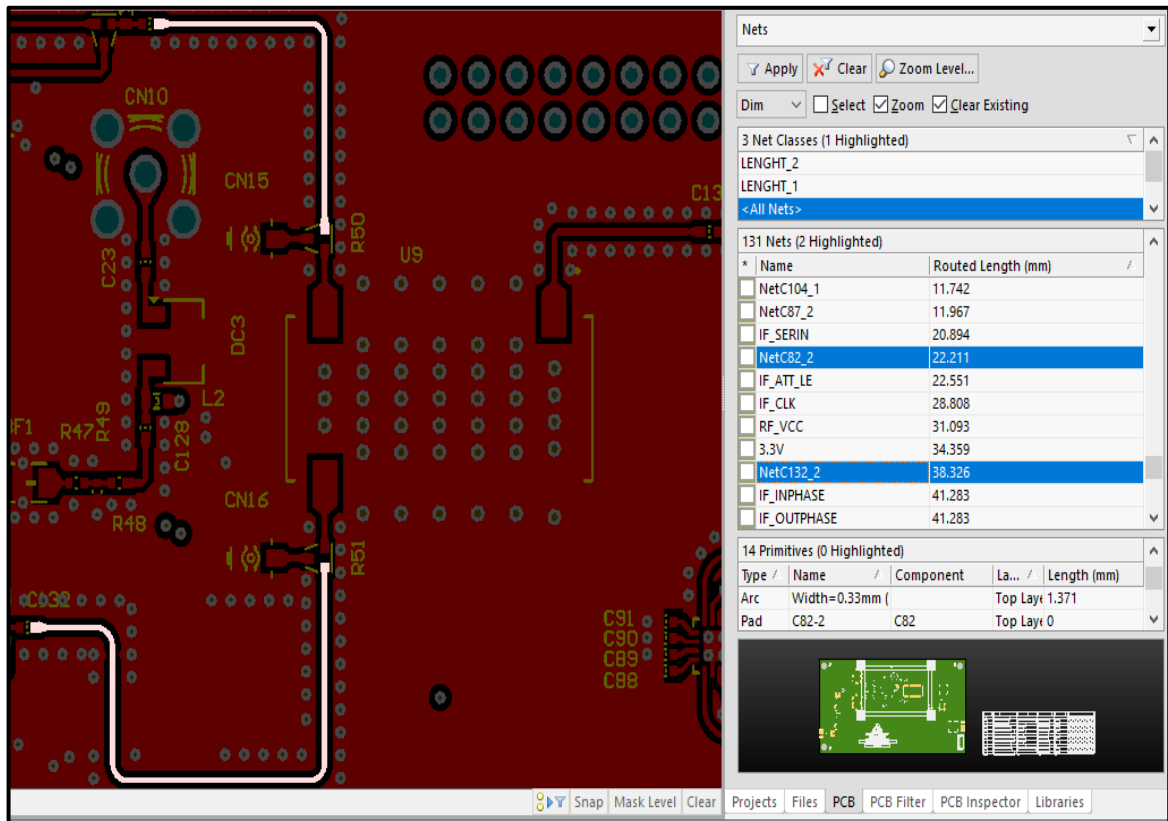 CN10
CN15
C13
R50
U9
C23
DC3
L2
F1
R47
R49
C128
R48
CN16
R51
C132
C91
C90
C89
C88
Snap Mask Level Clear
Nets
Apply Clear Zoom Level...
Dim Select Zoom Clear Existing
3 Net Classes (1 Highlighted)
LENGHT_2
LENGHT_1
<All Nets>
131 Nets (2 Highlighted)
* Name Routed Length (mm)
NetC104_1 11.742
NetC87_2 11.967
IF_SERIN 20.894
NetC82_2 22.211
IF_ATT_LE 22.551
IF_CLK 28.808
RF_VCC 31.093
3.3V 34.359
NetC132_2 38.326
IF_INPHASE 41.283
IF_OUTPHASE 41.283
14 Primitives (0 Highlighted)
Type Name Component La... Length (mm)
Arc Width=0.33mm ( Top Laye 1.371
Pad C82-2 C82 Top Laye 0
Projects Files PCB PCB Filter PCB Inspector Libraries